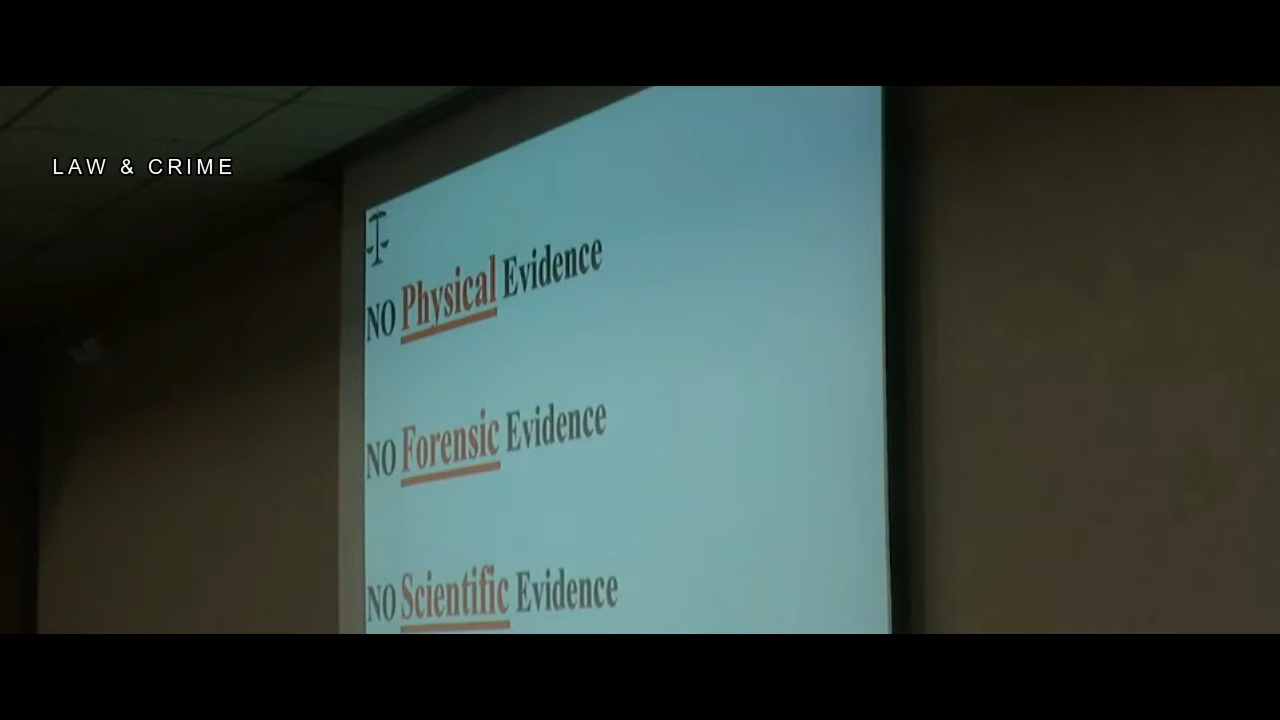 LAW & CRIME
NO Physical Evidence
NO Forensic Evidence
NO Scientific Evidence